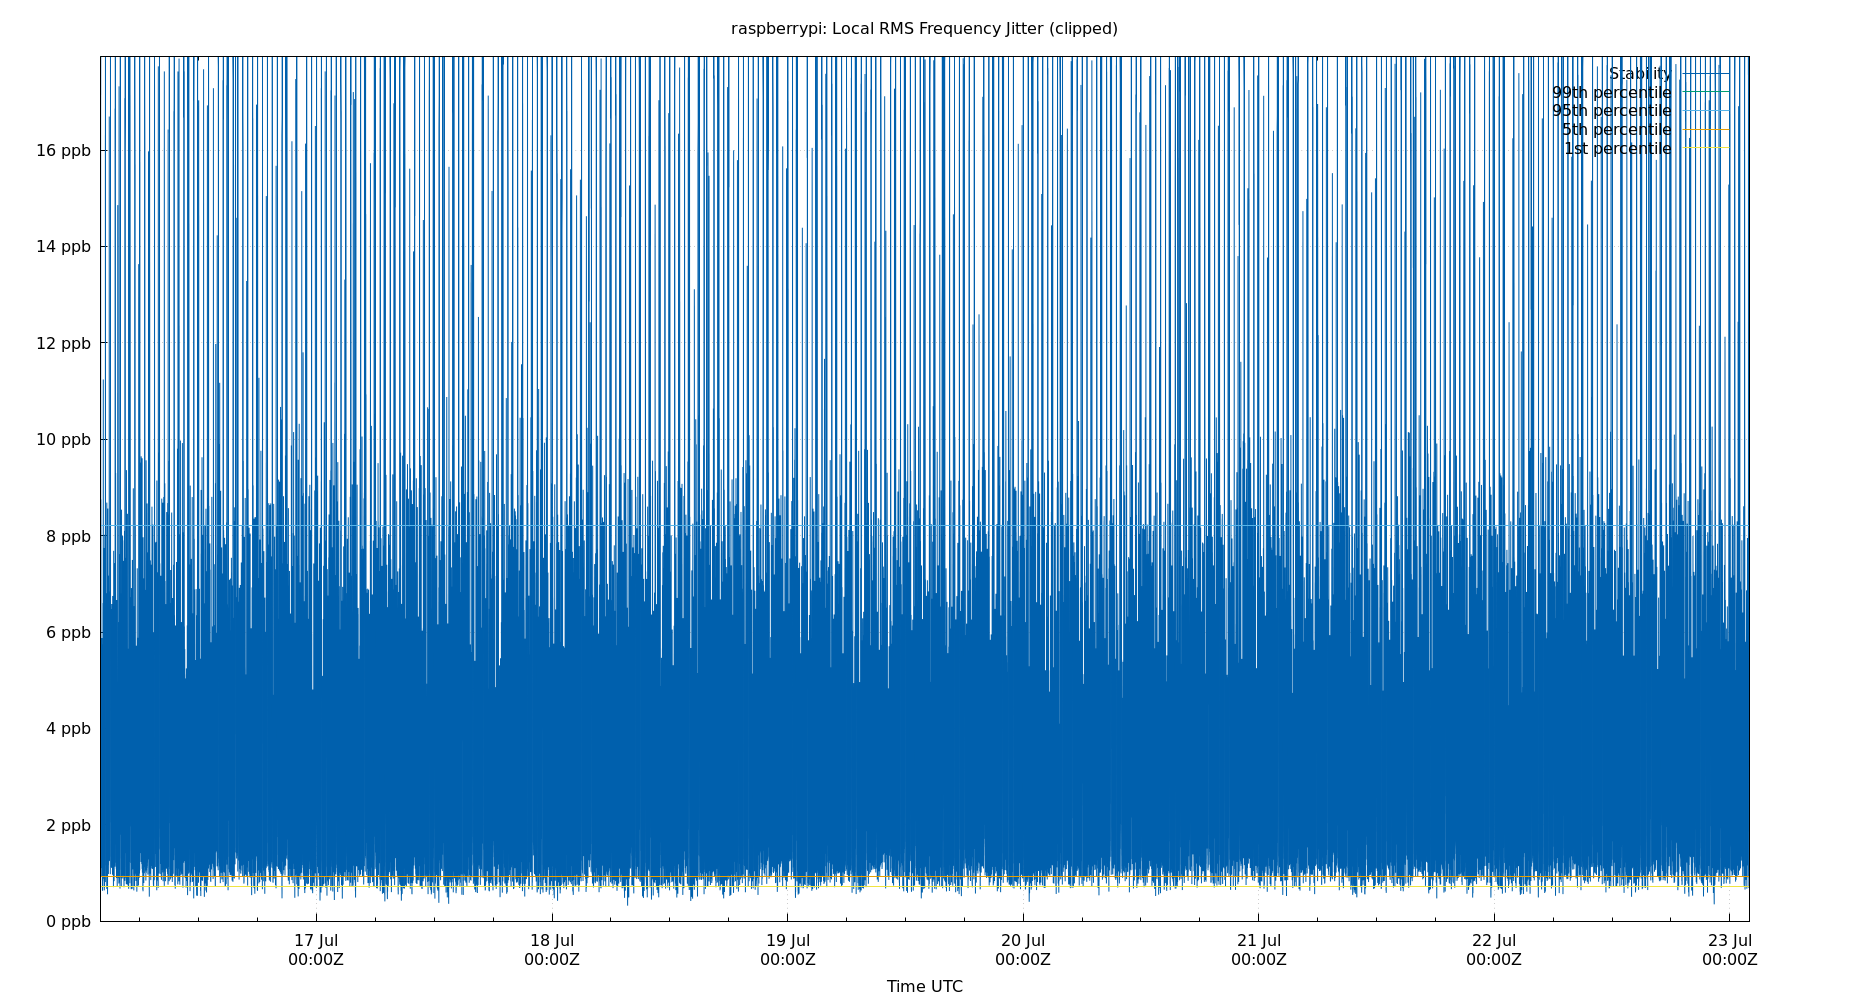 raspberrypi: Local RMS Frequency Jitter (clipped)
Stability
99th percentile
95th percentile
5th percentile
1st percentile
16 ppb
14 ppb
12 ppb
10 ppb
8 ppb
6 ppb
4 ppb
2 ppb
0 ppb
17 Jul 18 Jul 19 Jul 20 Jul 21 Jul 22 Jul 23 Jul
00:00Z 00:00Z 00:00Z 00:00Z 00:00Z 00:00Z 00:00Z
Time UTC